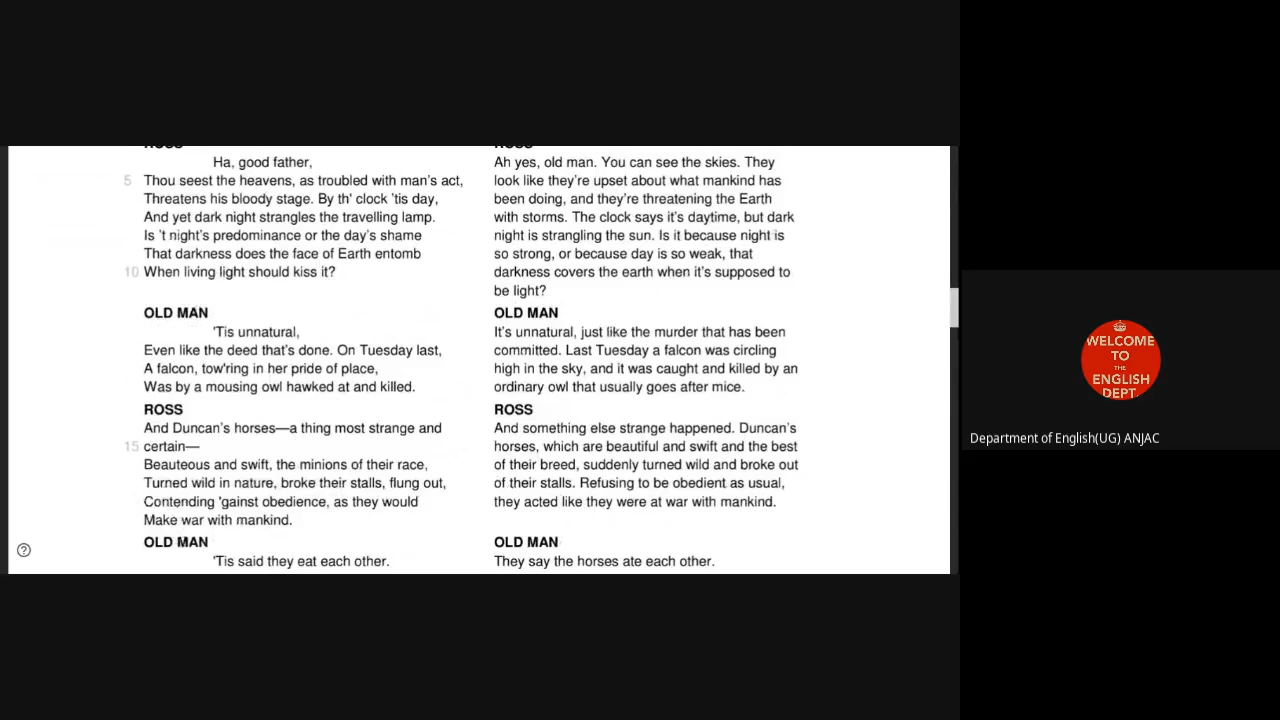 ROSS
Ha, good father,
5 Thou seest the heavens, as troubled with man's act,
Threatens his bloody stage. By th' clock 'tis day,
And yet dark night strangles the travelling lamp.
Is 't night's predominance or the day's shame
That darkness does the face of Earth entomb
10 When living light should kiss it?
OLD MAN
'Tis unnatural,
Even like the deed that's done. On Tuesday last,
A falcon, tow'ring in her pride of place,
Was by a mousing owl hawked at and killed.
ROSS
And Duncan's horses—a thing most strange and
15 certain—
Beauteous and swift, the minions of their race,
Turned wild in nature, broke their stalls, flung out,
Contending 'gainst obedience, as they would
Make war with mankind.
OLD MAN
'Tis said they eat each other.
ROSS
Ah yes, old man. You can see the skies. They
look like they're upset about what mankind has
been doing, and they're threatening the Earth
with storms. The clock says it's daytime, but dark
night is strangling the sun. Is it because night is
so strong, or because day is so weak, that
darkness covers the earth when it's supposed to
be light?
OLD MAN
It's unnatural, just like the murder that has been
committed. Last Tuesday a falcon was circling
high in the sky, and it was caught and killed by an
ordinary owl that usually goes after mice.
ROSS
And something else strange happened. Duncan's
horses, which are beautiful and swift and the best
of their breed, suddenly turned wild and broke out
of their stalls. Refusing to be obedient as usual,
they acted like they were at war with mankind.
OLD MAN
They say the horses ate each other.
WELCOME
TO
THE
ENGLISH
DEPT.
Department of English(UG) ANJAC